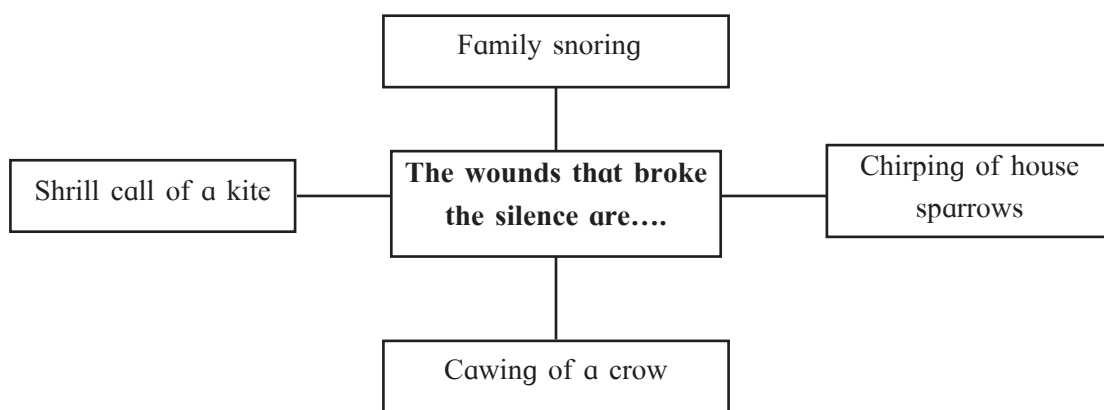 Family snoring
Shrill call of a kite
The wounds that broke
the silence are....
Chirping of house
sparrows
Cawing of a crow